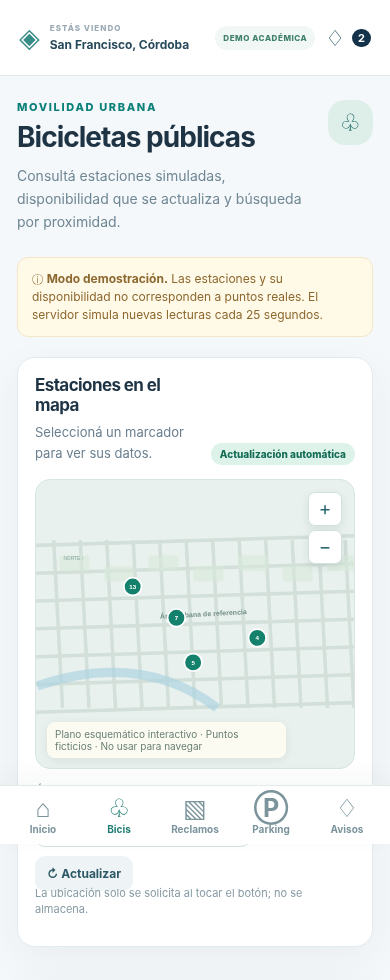 ESTÁS VIENDO
San Francisco, Córdoba
DEMO ACADÉMICA
2
MOVILIDAD URBANA
Bicicletas públicas
Consultá estaciones simuladas,
disponibilidad que se actualiza y búsqueda
por proximidad.
ⓘ Modo demostración. Las estaciones y su
disponibilidad no corresponden a puntos reales. El
servidor simula nuevas lecturas cada 25 segundos.
Estaciones en el
mapa
Seleccioná un marcador
para ver sus datos.
Actualización automática
+
−
NORTE
13
7
bana de referencia
4
5
Plano esquemático interactivo · Puntos
ficticios · No usar para navegar
Inicio
Bicis
Reclamos
P
Parking
Avisos
↻ Actualizar
La ubicación solo se solicita al tocar el botón; no se
almacena.